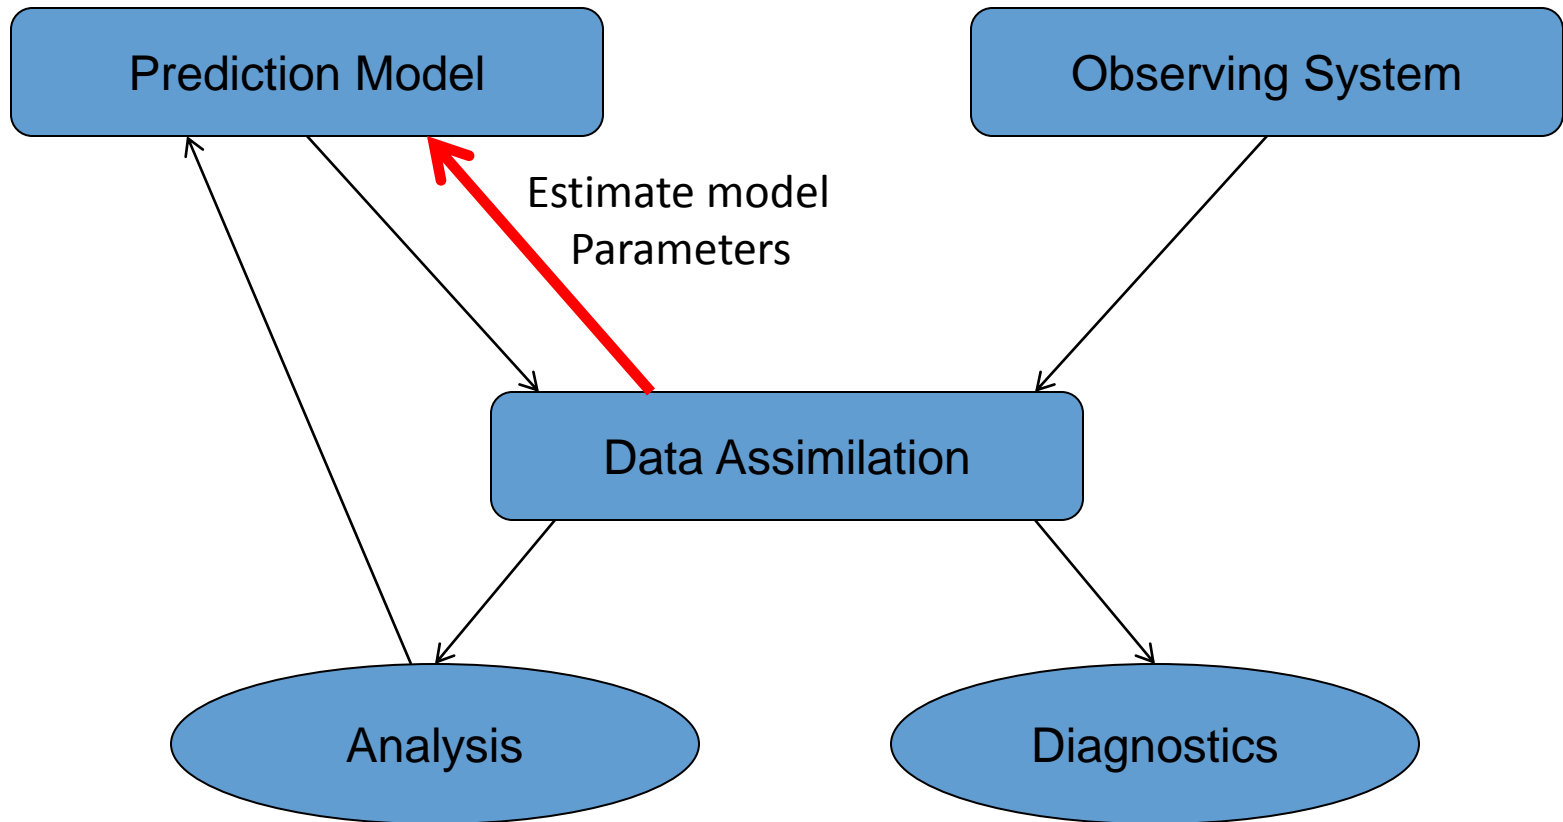 Prediction Model
Observing System
Estimate model
Parameters
Data Assimilation
Analysis
Diagnostics